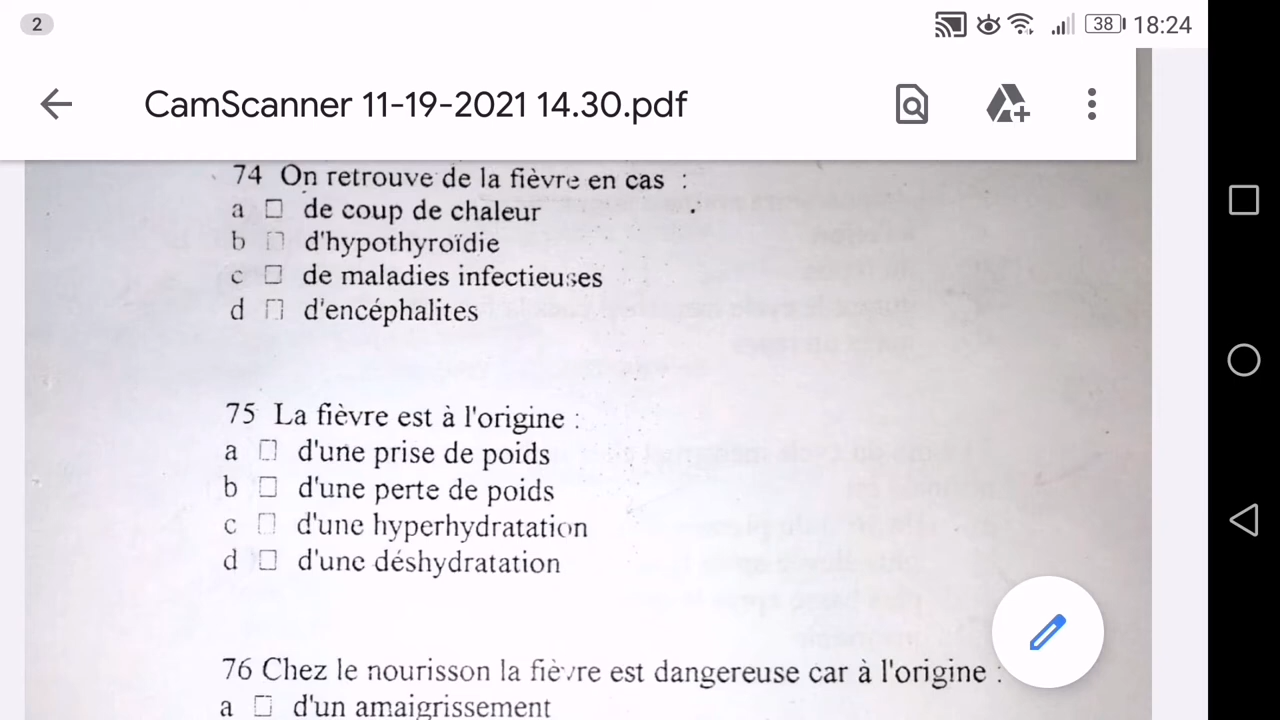 2
38 18:24
CamScanner 11-19-2021 14.30.pdf
74 On retrouve de la fièvre en cas :
a □ de coup de chaleur
b □ d'hypothyroïdie
c □ de maladies infectieuses
d □ d'encéphalites
75 La fièvre est à l'origine :
a □ d'une prise de poids
b □ d'une perte de poids
c □ d'une hyperhydratation
d □ d'une déshydratation
76 Chez le nourisson la fièvre est dangereuse car à l'origine :
a □ d'un amaigrissement